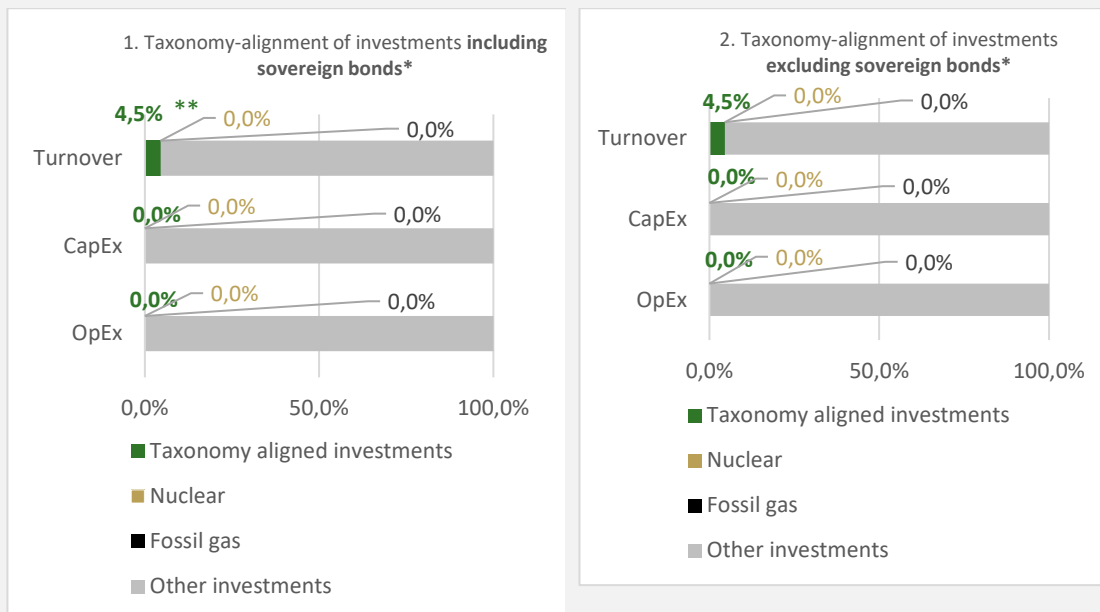 1. Taxonomy-alignment of investments including
sovereign bonds*
4,5% **
0,0%
0,0%
Turnover
0,0%
0,0%
0,0%
CapEx
0,0%
0,0%
0,0%
OpEx
0,0%
50,0%
100,0%
Taxonomy aligned investments
Nuclear
Fossil gas
Other investments
2. Taxonomy-alignment of investments
excluding sovereign bonds*
4,5%
0,0%
0,0%
Turnover
0,0%
0,0%
0,0%
CapEx
0,0%
0,0%
0,0%
OpEx
0,0%
50,0%
100,0%
Taxonomy aligned investments
Nuclear
Fossil gas
Other investments